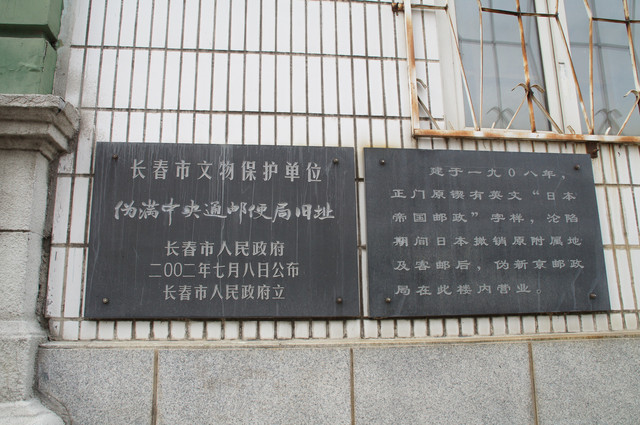 长春市文物保护单位
伪满中央通邮便局旧址
长春市人民政府
二〇〇二年七月八日公布
长春市人民政府立
建于一九〇八年，
正门原镌有英文“日本
帝国邮政”字样，沦陷
期间日本撤销原附属地
及客邮后，伪新京邮政
局在此楼内营业。